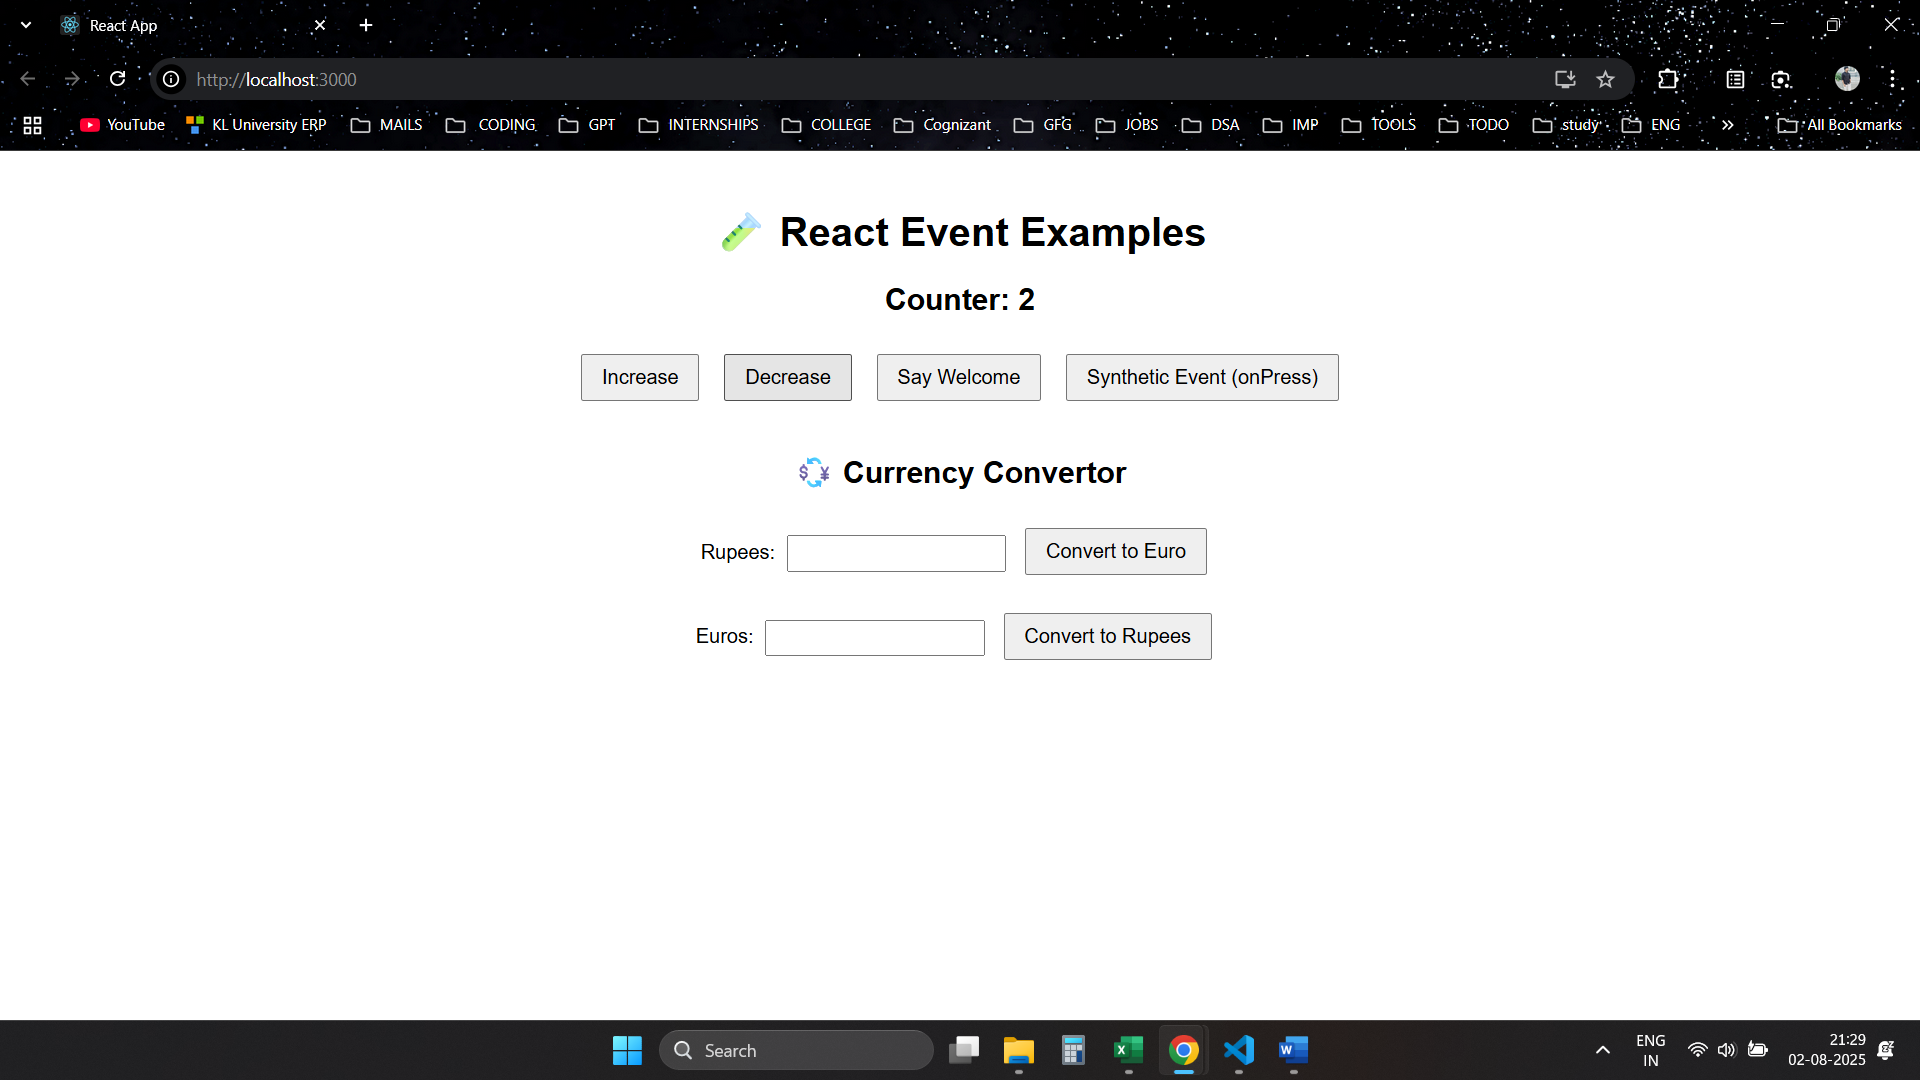 React App
http://localhost:3000
YouTube KL University ERP MAILS CODING GPT INTERNSHIPS COLLEGE Cognizant GFG JOBS DSA IMP TOOLS TODO study ENG » All Bookmarks
React Event Examples
Counter: 2
Increase Decrease Say Welcome Synthetic Event (onPress)
$ ¥ Currency Convertor
Rupees: Convert to Euro
Euros: Convert to Rupees
Search
ENG
IN
21:29
02-08-2025